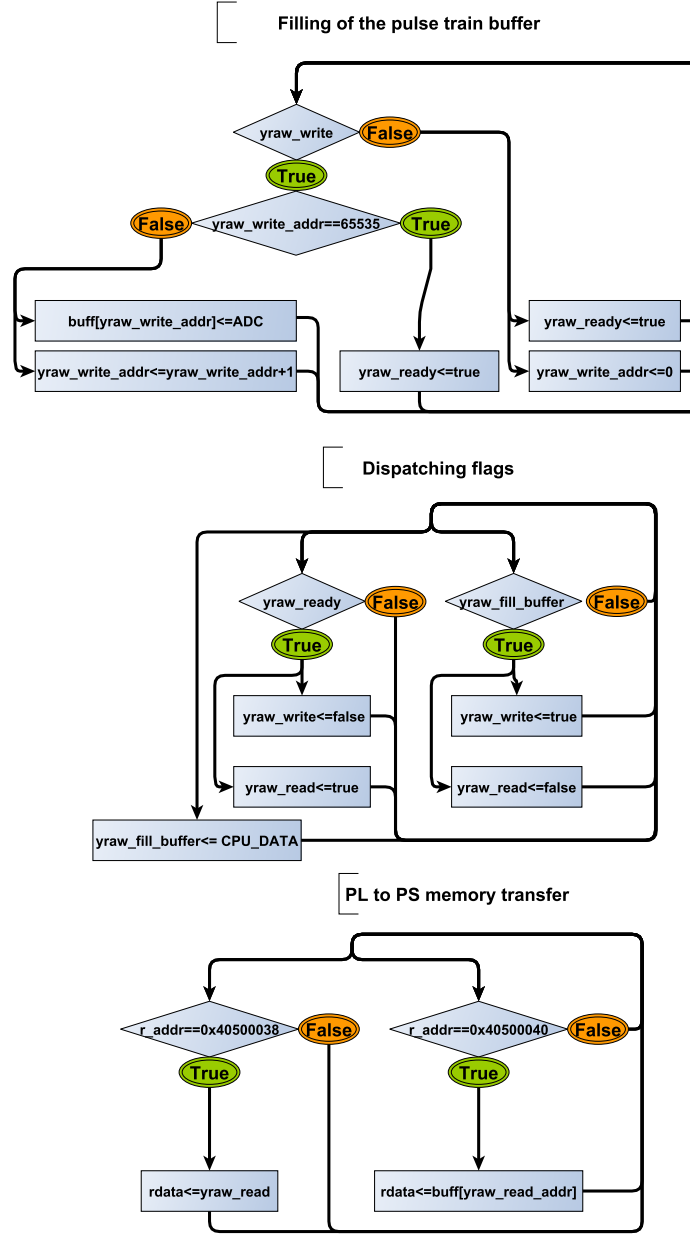 Filling of the pulse train buffer
yraw_write
False
True
False
yraw_write_addr==65535
True
buff[yraw_write_addr]<=ADC
yraw_ready<=true
yraw_write_addr<=yraw_write_addr+1
yraw_ready<=true
yraw_write_addr<=0
Dispatching flags
yraw_ready
False
yraw_fill_buffer
False
True
True
yraw_write<=false
yraw_write<=true
yraw_read<=true
yraw_read<=false
yraw_fill_buffer<= CPU_DATA
PL to PS memory transfer
r_addr==0x40500038
False
r_addr==0x40500040
False
True
True
rdata<=yraw_read
rdata<=buff[yraw_read_addr]